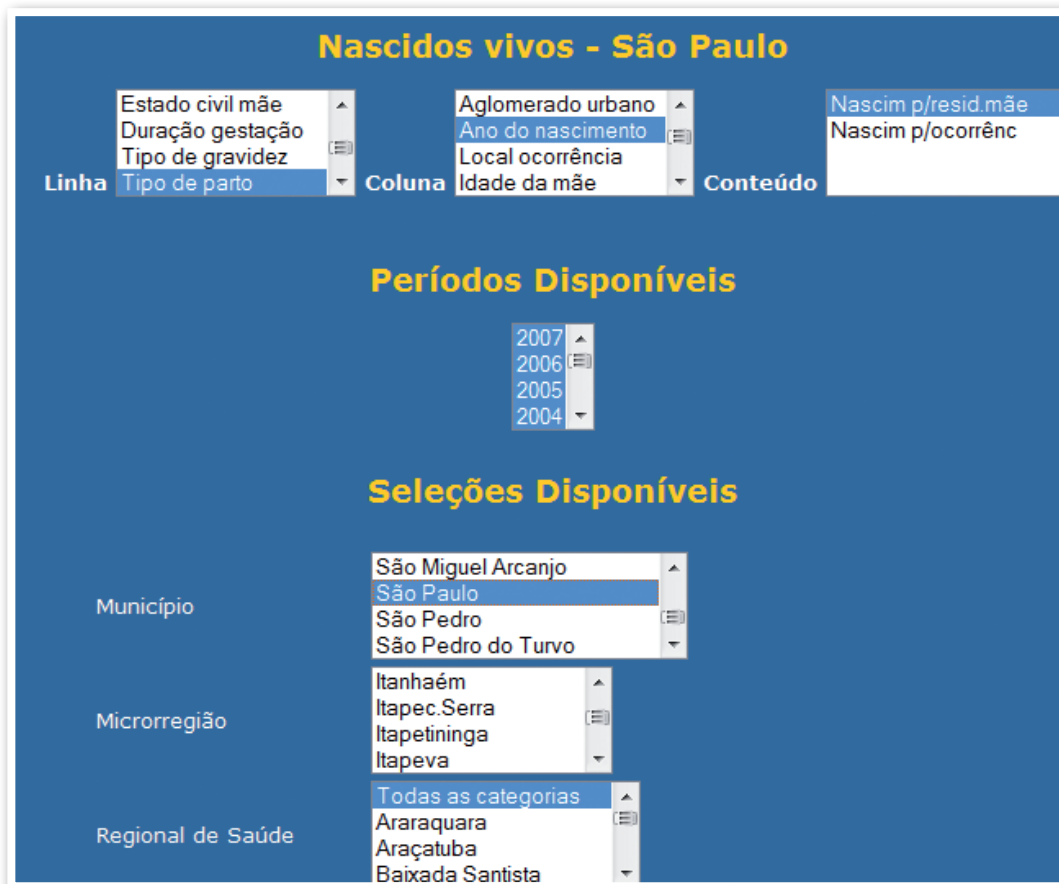 Nascidos vivos - São Paulo
Linha
Estado civil mãe
Duração gestação
Tipo de gravidez
Tipo de parto
Coluna
Aglomerado urbano
Ano do nascimento
Local ocorrência
Idade da mãe
Conteúdo
Nascim p/resid.mãe
Nascim p/ocorrênc
Períodos Disponíveis
2007
2006
2005
2004
Seleções Disponíveis
Município
São Miguel Arcanjo
São Paulo
São Pedro
São Pedro do Turvo
Microrregião
Itanhaém
Itapec.Serra
Itapetininga
Itapeva
Regional de Saúde
Todas as categorias
Araraquara
Araçatuba
Baixada Santista